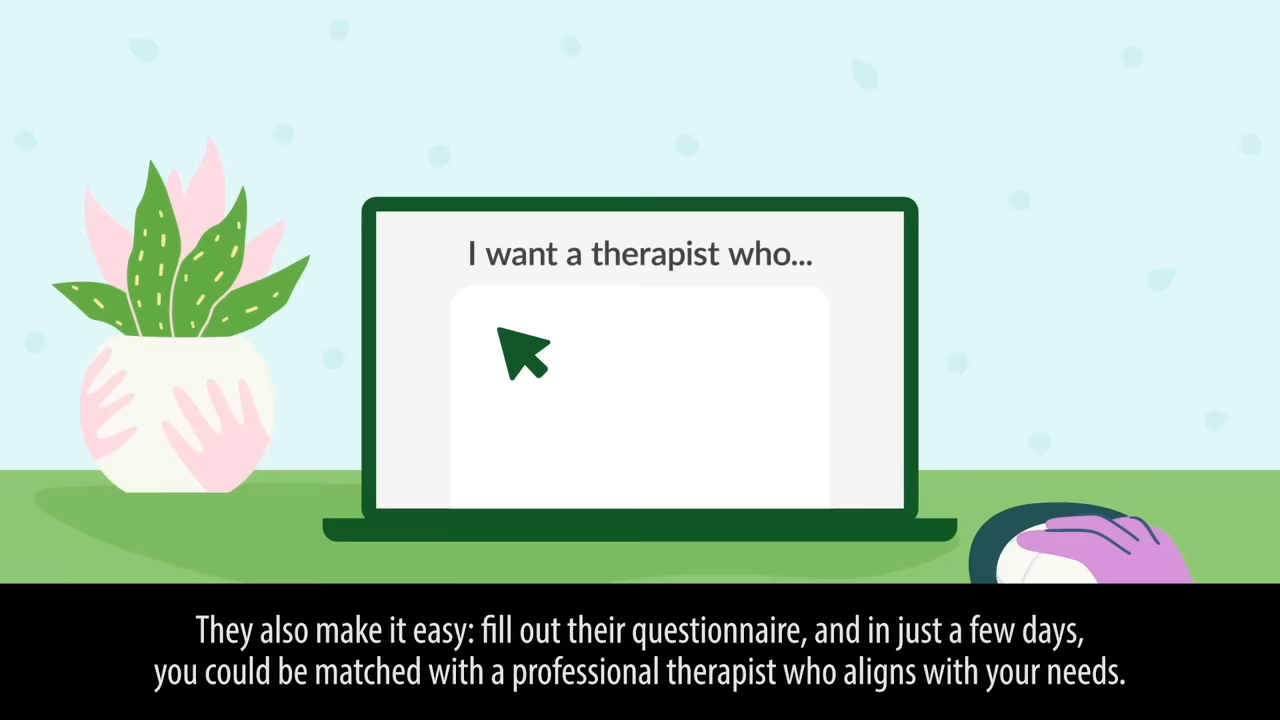 I want a therapist who...
They also make it easy: fill out their questionnaire, and in just a few days,
you could be matched with a professional therapist who aligns with your needs.